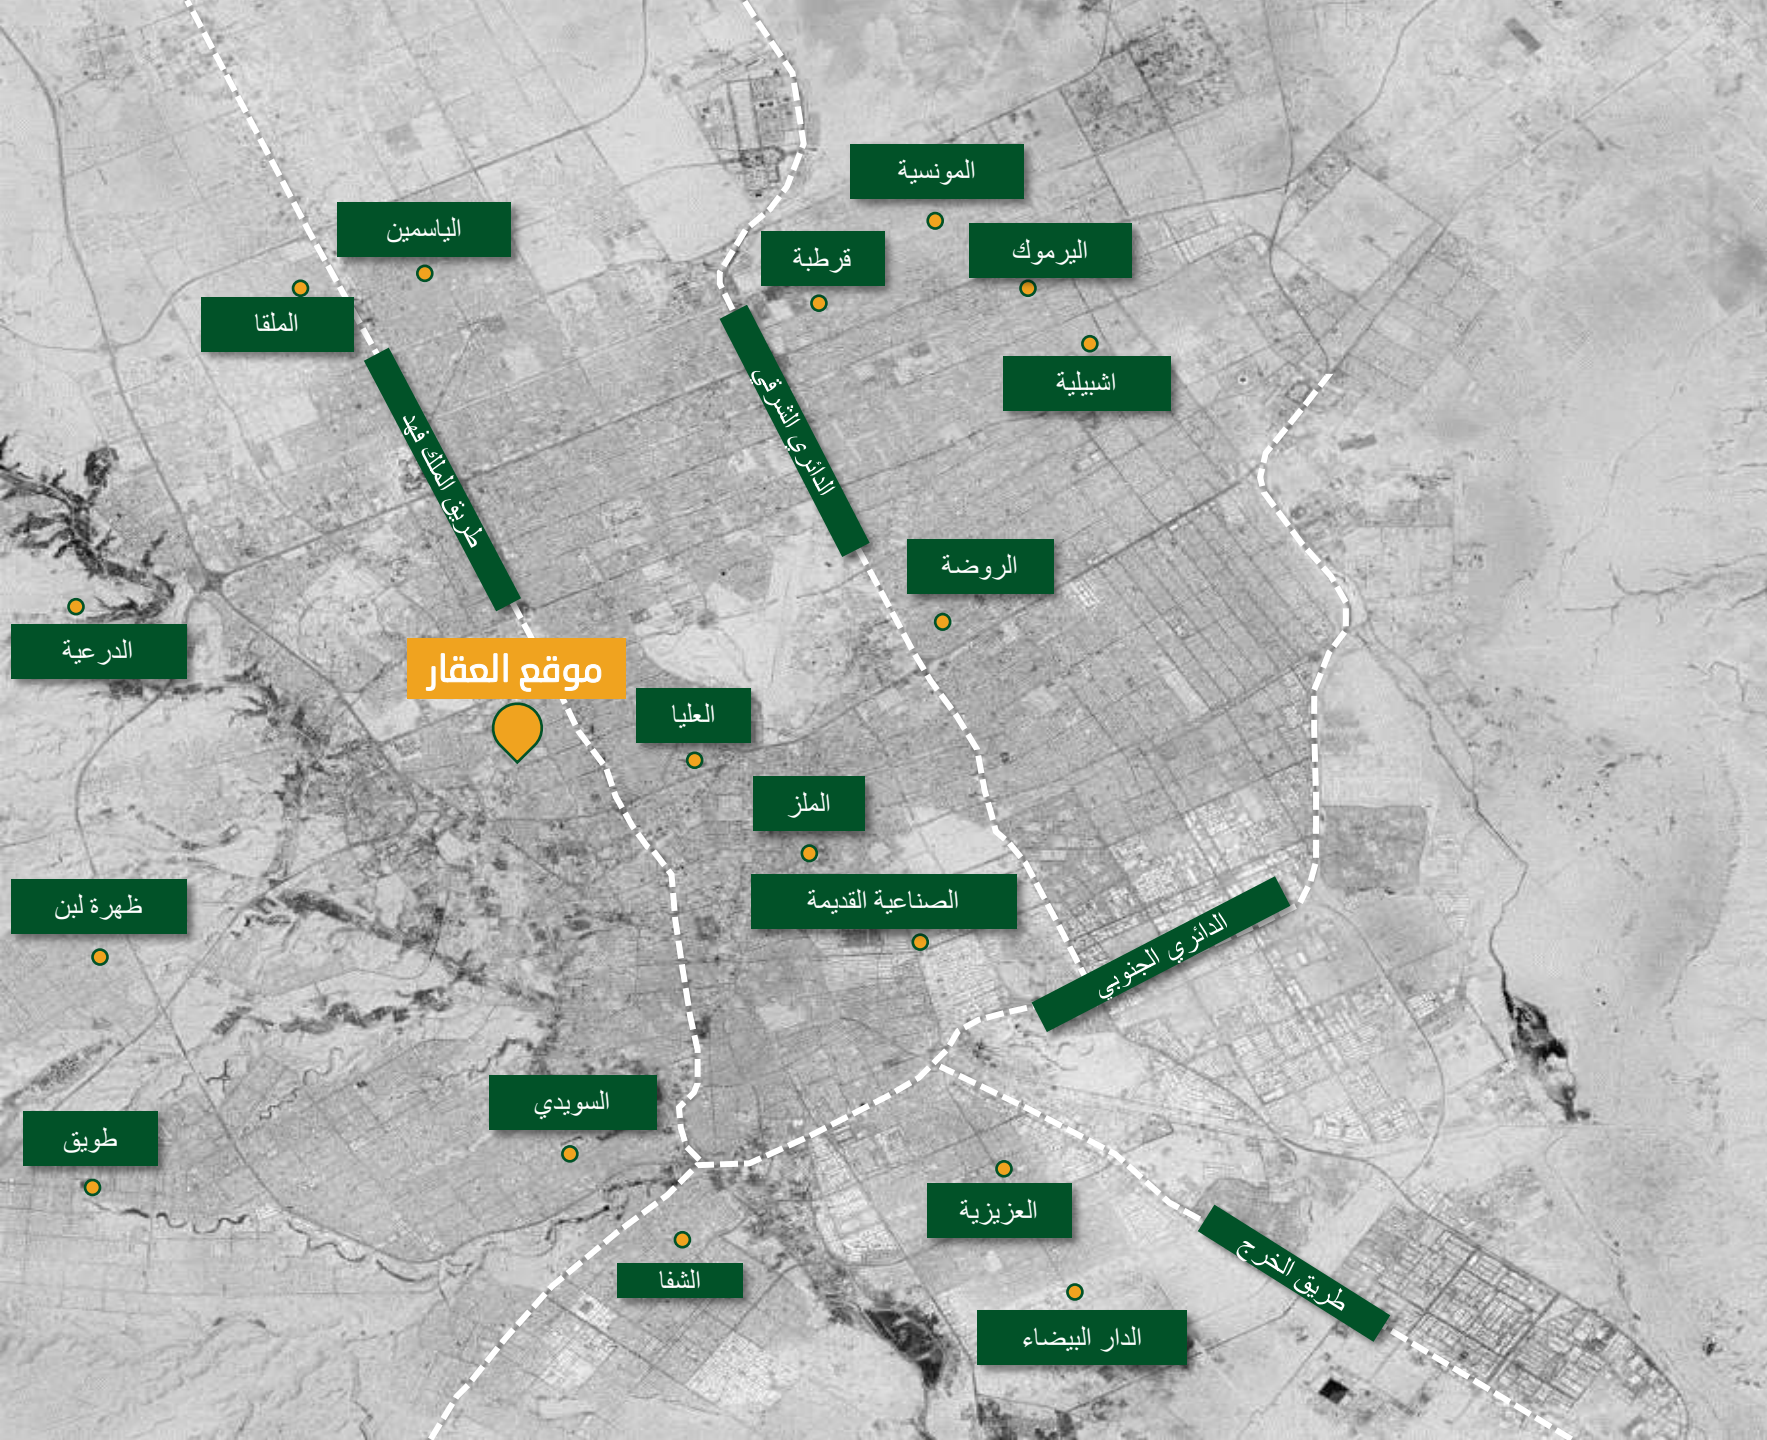 المونسية
الياسمين
اليرموك
قرطبة
الملقا
اشبيلية
الدائري الشرقي
طريق الملك فهد
الروضة
الدرعية
موقع العقار
العليا
الملز
الصناعية القديمة
ظهرة لبن
الدائري الجنوبي
السويدي
طويق
العزيزية
الشفا
طريق الخرج
الدار البيضاء